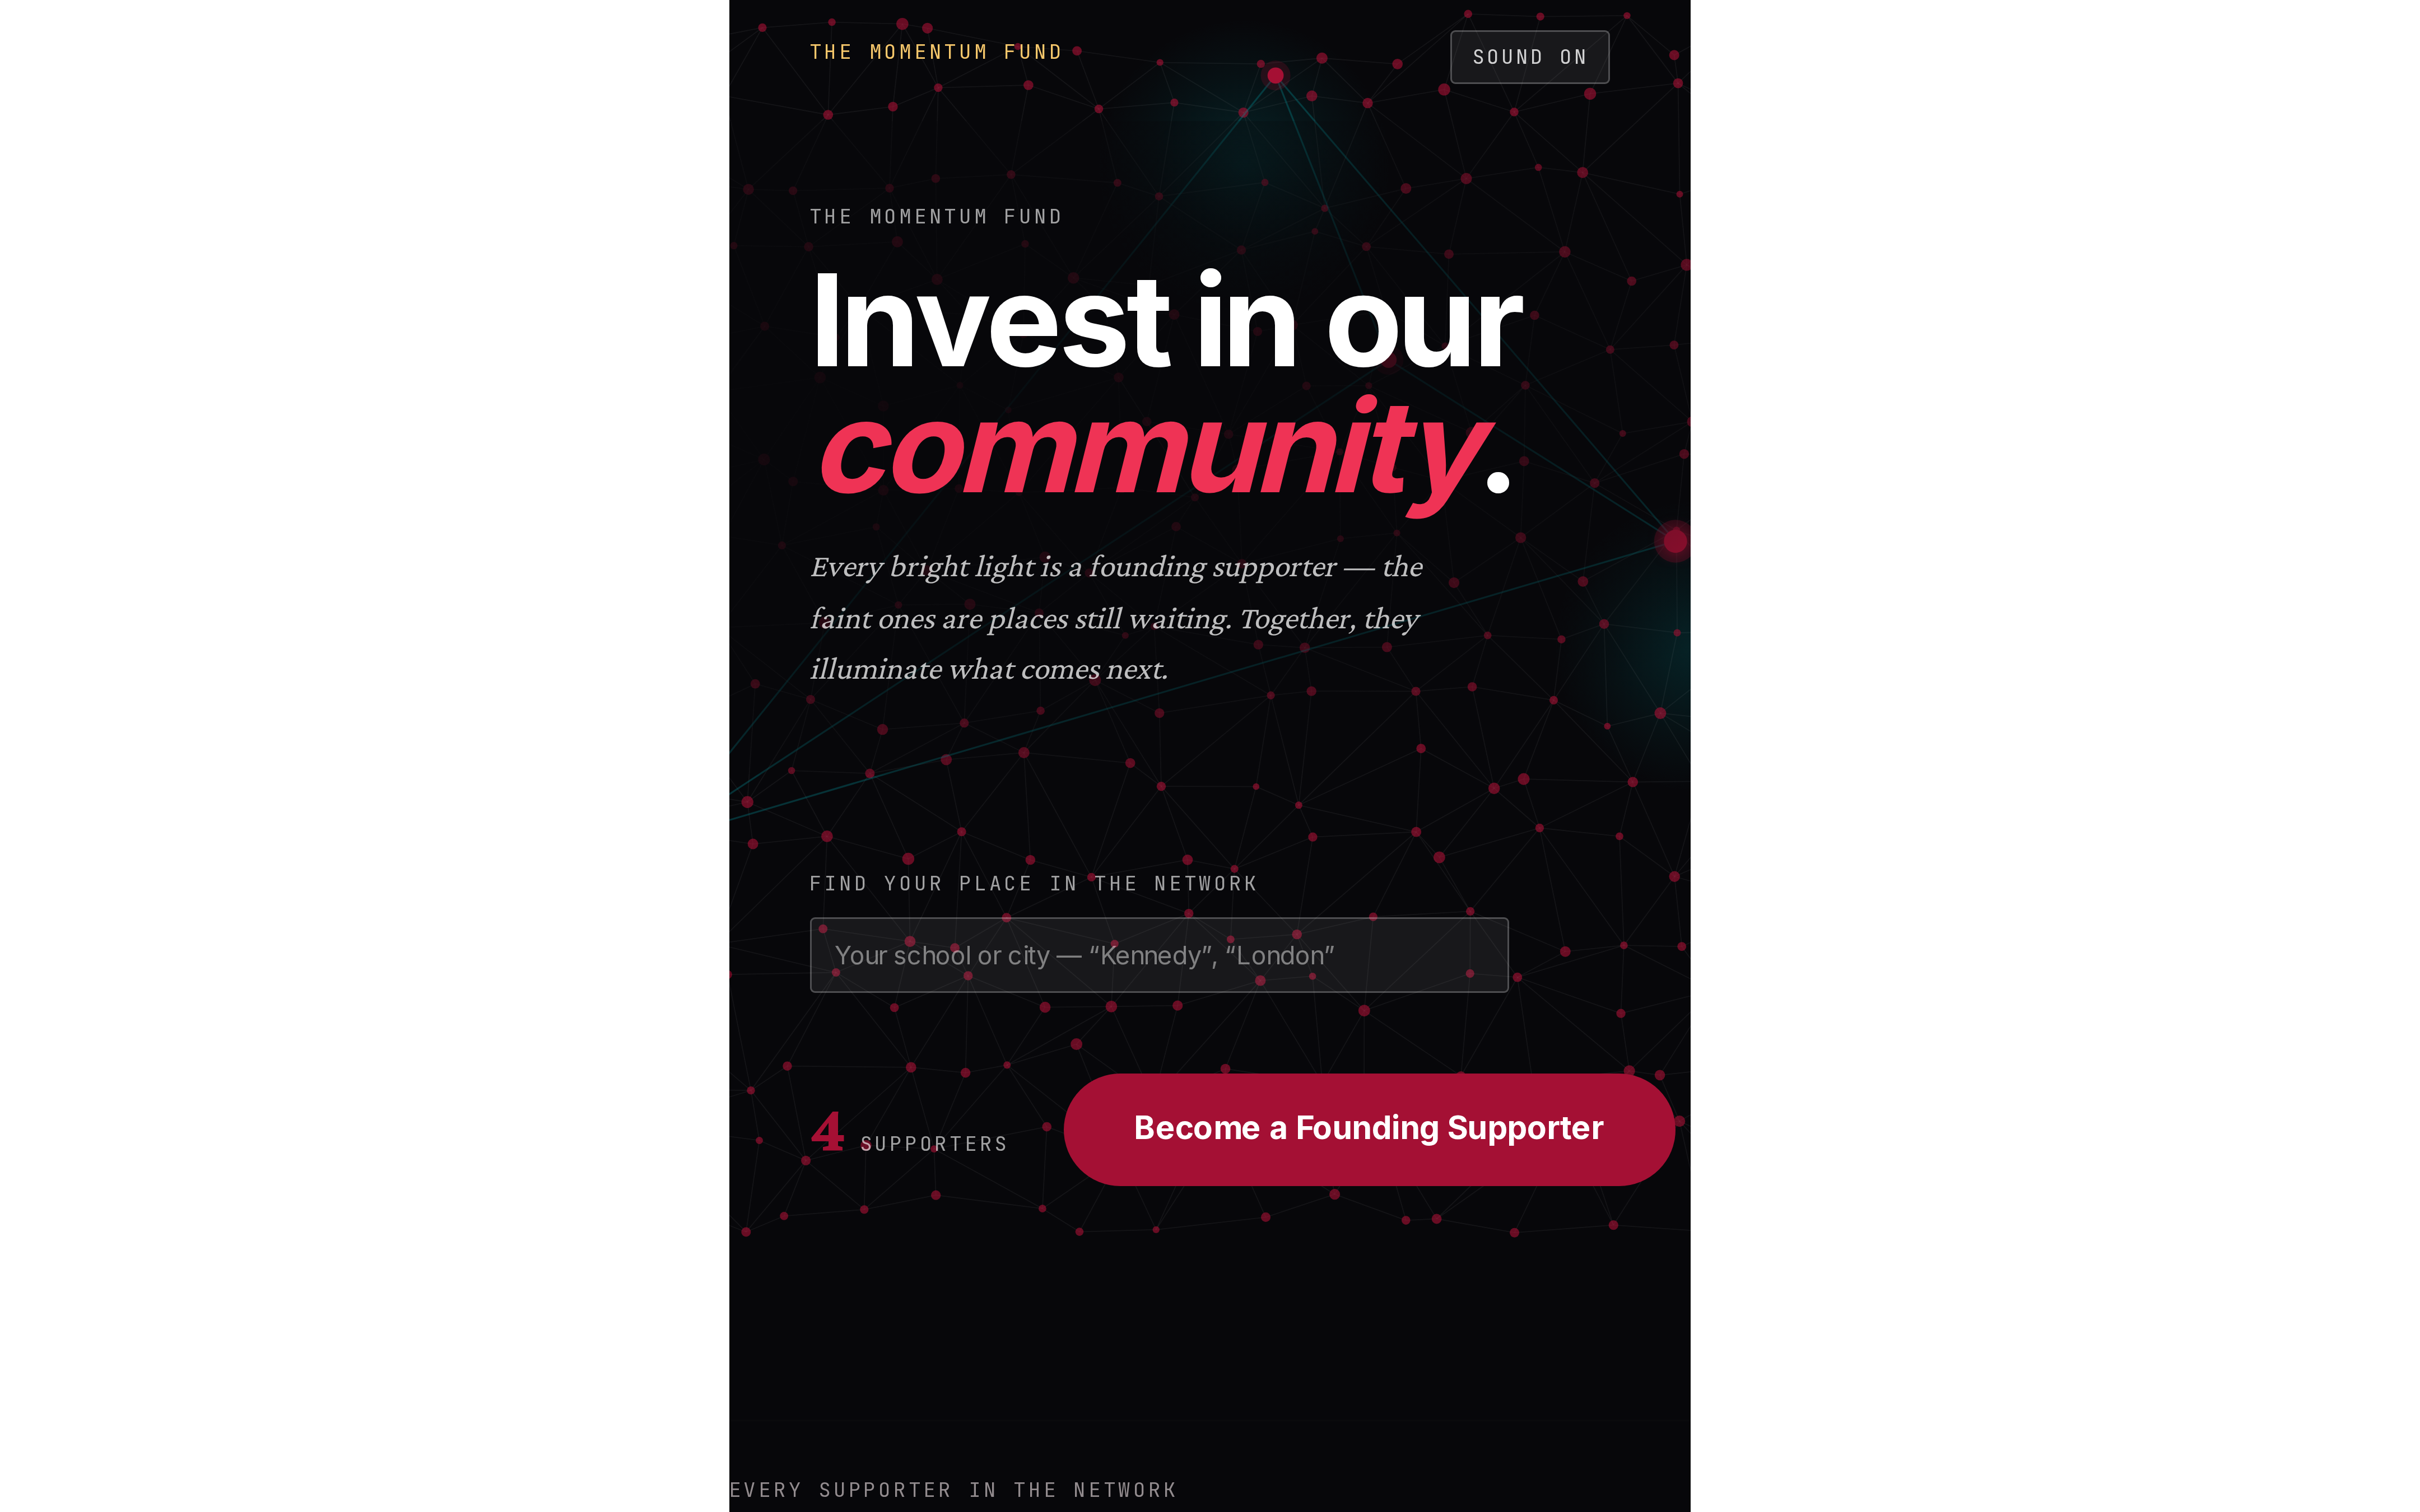 THE MOMENTUM FUND
SOUND ON
THE MOMENTUM FUND
Invest in our
community.
Every bright light is a founding supporter — the
faint ones are places still waiting. Together, they
illuminate what comes next.
FIND YOUR PLACE IN THE NETWORK
Your school or city — “Kennedy”, “London”
4 SUPPORTERS
Become a Founding Supporter
EVERY SUPPORTER IN THE NETWORK